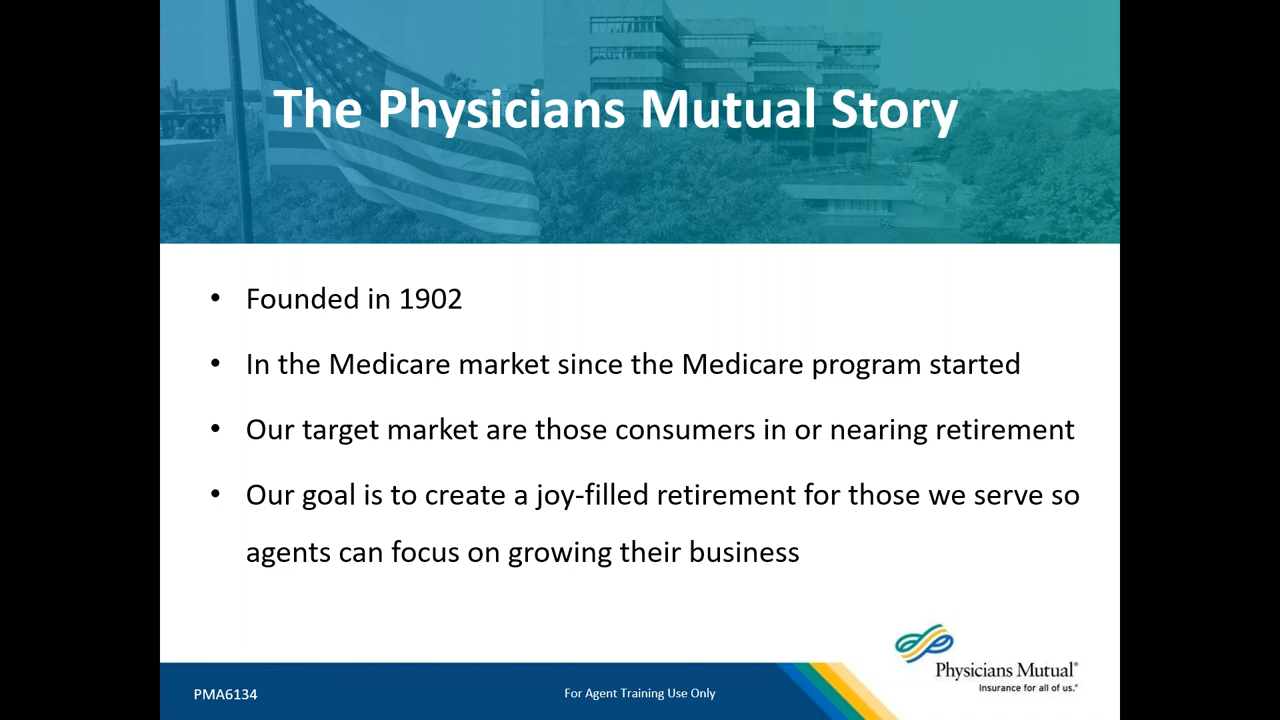 The Physicians Mutual Story
• Founded in 1902
• In the Medicare market since the Medicare program started
• Our target market are those consumers in or nearing retirement
• Our goal is to create a joy-filled retirement for those we serve so
agents can focus on growing their business
Physicians Mutual®
Insurance for all of us.®
PMA6134
For Agent Training Use Only